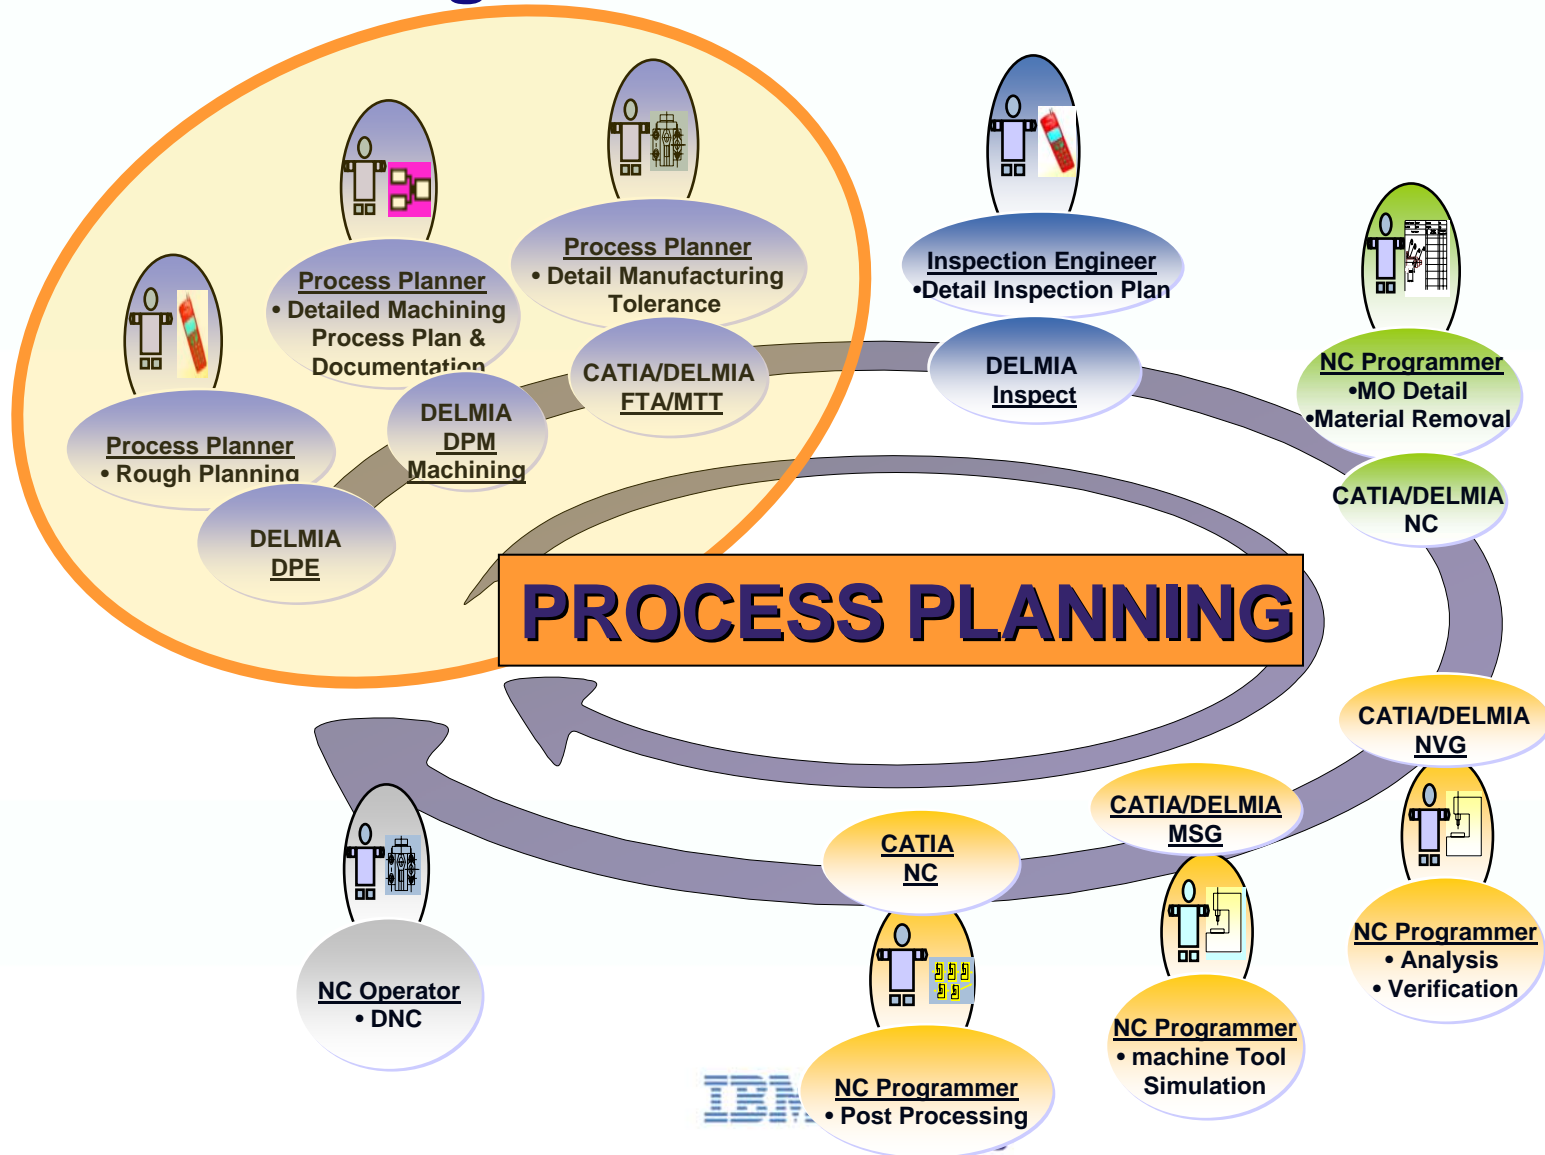 Process Planner
• Detail Manufacturing
Tolerance
Process Planner
• Detailed Machining
Process Plan &
Documentation
Process Planner
• Rough Planning
CATIA/DELMIA
FTA/MTT
DELMIA
DPM
Machining
DELMIA
DPE
Inspection Engineer
•Detail Inspection Plan
DELMIA
Inspect
NC Programmer
•MO Detail
•Material Removal
CATIA/DELMIA
NC
PROCESS PLANNING
CATIA/DELMIA
NVG
NC Programmer
• Analysis
• Verification
CATIA/DELMIA
MSG
NC Programmer
• machine Tool
Simulation
CATIA
NC
NC Programmer
• Post Processing
NC Operator
• DNC
IBM